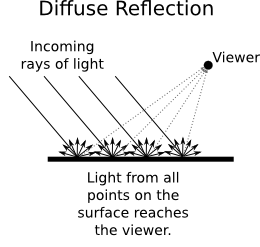 Diffuse Reflection
Incoming
rays of light
Viewer
Light from all
points on the
surface reaches
the viewer.